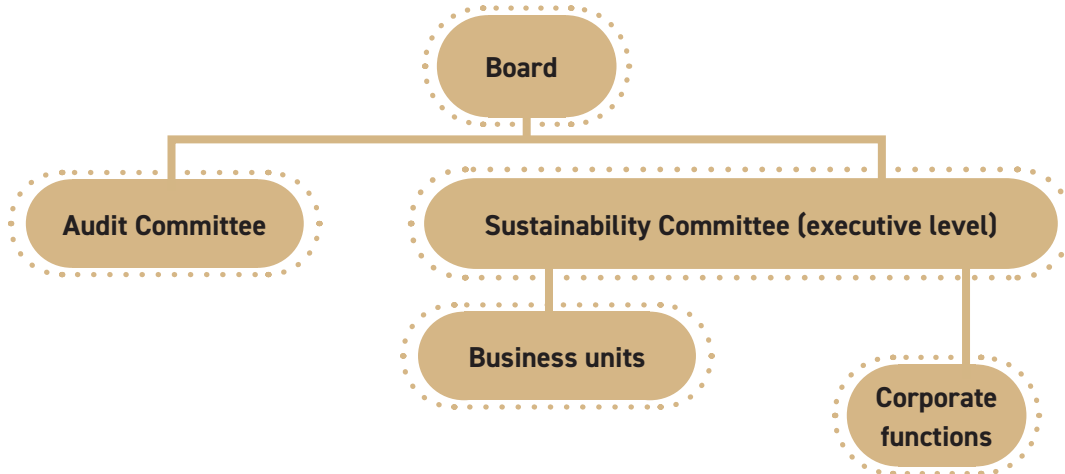 Board
Audit Committee
Sustainability Committee (executive level)
Business units
Corporate
functions